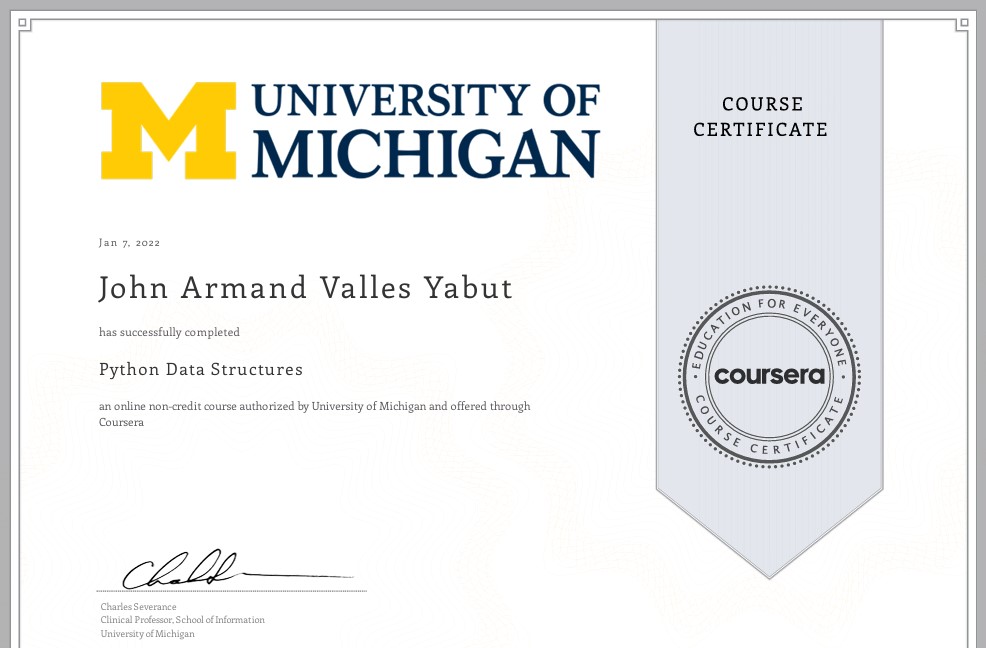 UNIVERSITY OF
MICHIGAN
COURSE
CERTIFICATE
Jan 7, 2022
John Armand Valles Yabut
has successfully completed
Python Data Structures
an online non-credit course authorized by University of Michigan and offered through
Coursera
EDUCATION FOR EVERYONE
coursera
COURSE CERTIFICATE
Charles Severance
Clinical Professor, School of Information
University of Michigan